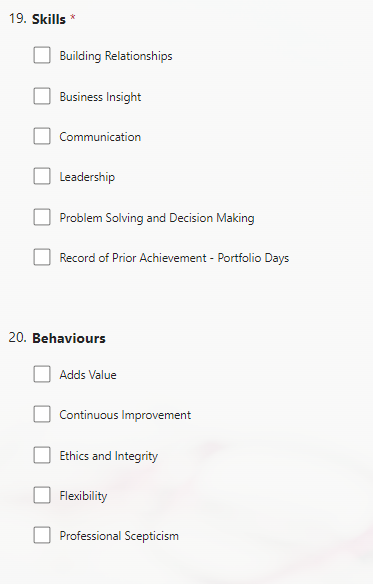 19. Skills *
Building Relationships
Business Insight
Communication
Leadership
Problem Solving and Decision Making
Record of Prior Achievement - Portfolio Days
20. Behaviours
Adds Value
Continuous Improvement
Ethics and Integrity
Flexibility
Professional Scepticism